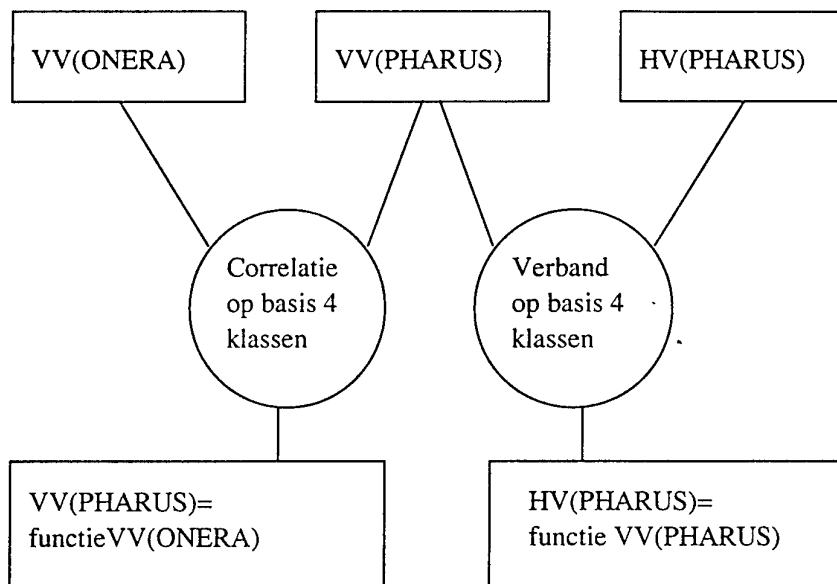 VV(ONERA)
VV(PHARUS)
HV(PHARUS)
Correlatie
op basis 4
klassen
Verband
op basis 4
klassen
VV(PHARUS)=
functieVV(ONERA)
HV(PHARUS)=
functie VV(PHARUS)